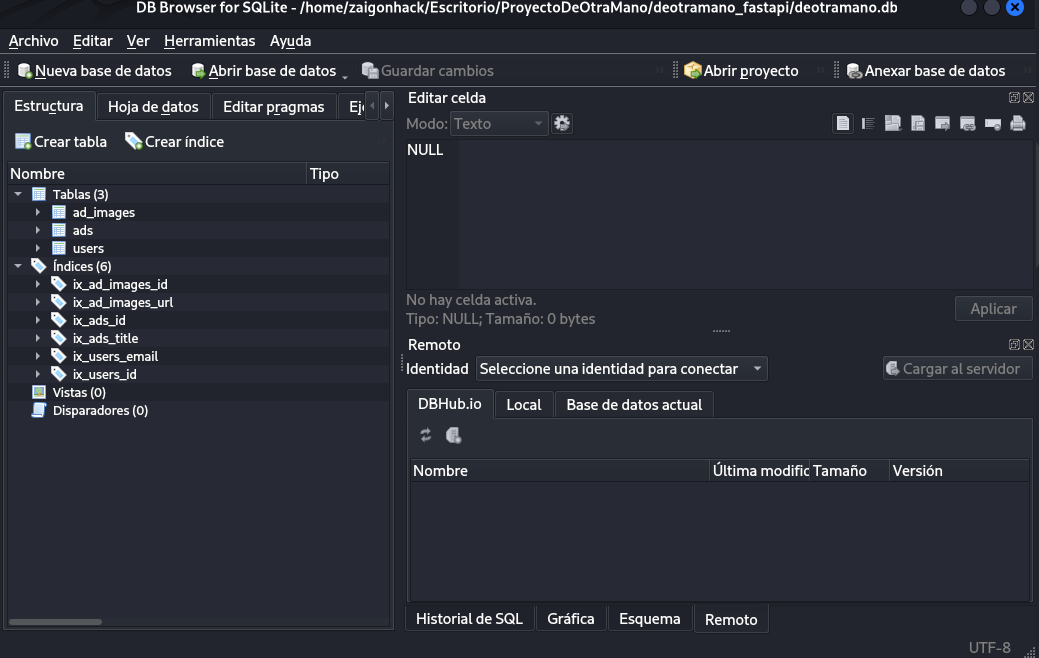 DB Browser for SQLite - /home/zaigonhack/Escritorio/ProyectoDeOtraMano/deotramano_fastapi/deotramano.db
Archivo Editar Ver Herramientas Ayuda
Nueva base de datos Abrir base de datos Guardar cambios Abrir proyecto Anexar base de datos
Estructura Hoja de datos Editar pragmas Ej
Crear tabla Crear índice
Nombre Tipo
Tablas (3)
ad_images
ads
users
Índices (6)
ix_ad_images_id
ix_ad_images_url
ix_ads_id
ix_ads_title
ix_users_email
ix_users_id
Vistas (0)
Disparadores (0)
Editar celda
Modo: Texto
NULL
No hay celda activa.
Tipo: NULL; Tamaño: 0 bytes
Aplicar
Remoto
Identidad Seleccione una identidad para conectar Cargar al servidor
DBHub.io Local Base de datos actual
Nombre Última modific Tamaño Versión
Historial de SQL Gráfica Esquema Remoto
UTF-8